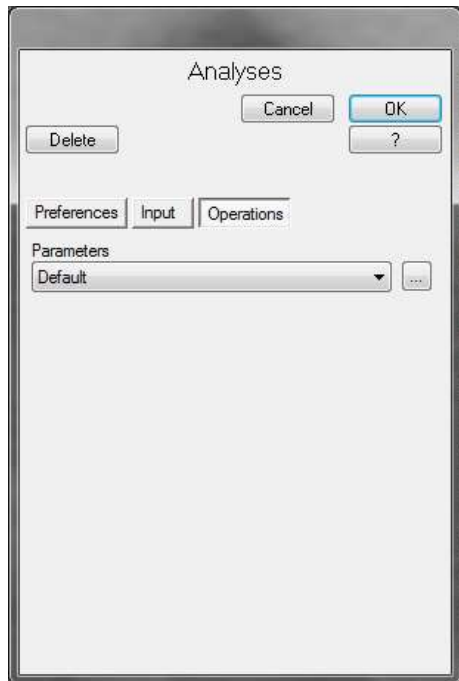 Analyses
Cancel OK
Delete ?
Preferences Input Operations
Parameters
Default ...